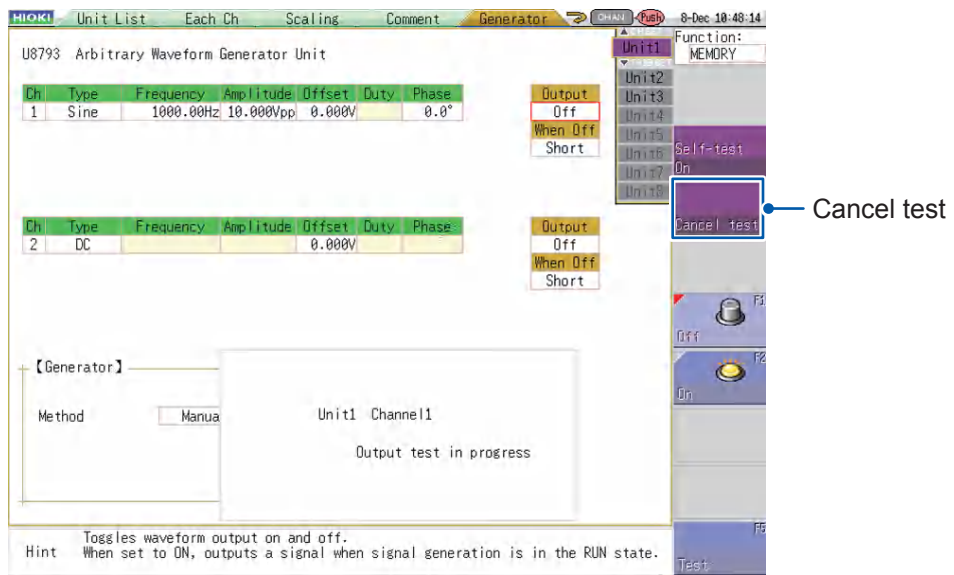 HIOKI Unit List Each Ch Scaling Comment Generator CHAN Push 8-Dec 10:48:14
Function:
MEMORY
U8793 Arbitrary Waveform Generator Unit
Unit1
Unit2
Unit3
Unit4
Unit5
Unit6
Unit7
Unit8
Ch Type Frequency Amplitude Offset Duty Phase Output
1 Sine 1000.00Hz 10.000Vpp 0.000V 0.0° Off
When Off
Short
Self-test
On
Cancel test
Cancel test
Ch Type Frequency Amplitude Offset Duty Phase Output
2 DC 0.000V Off
When Off
Short
F1
Off
F2
On
【Generator】
Method Manua
Unit1 Channel1
Output test in progress
F5
Test
Hint Toggles waveform output on and off.
When set to ON, outputs a signal when signal generation is in the RUN state.